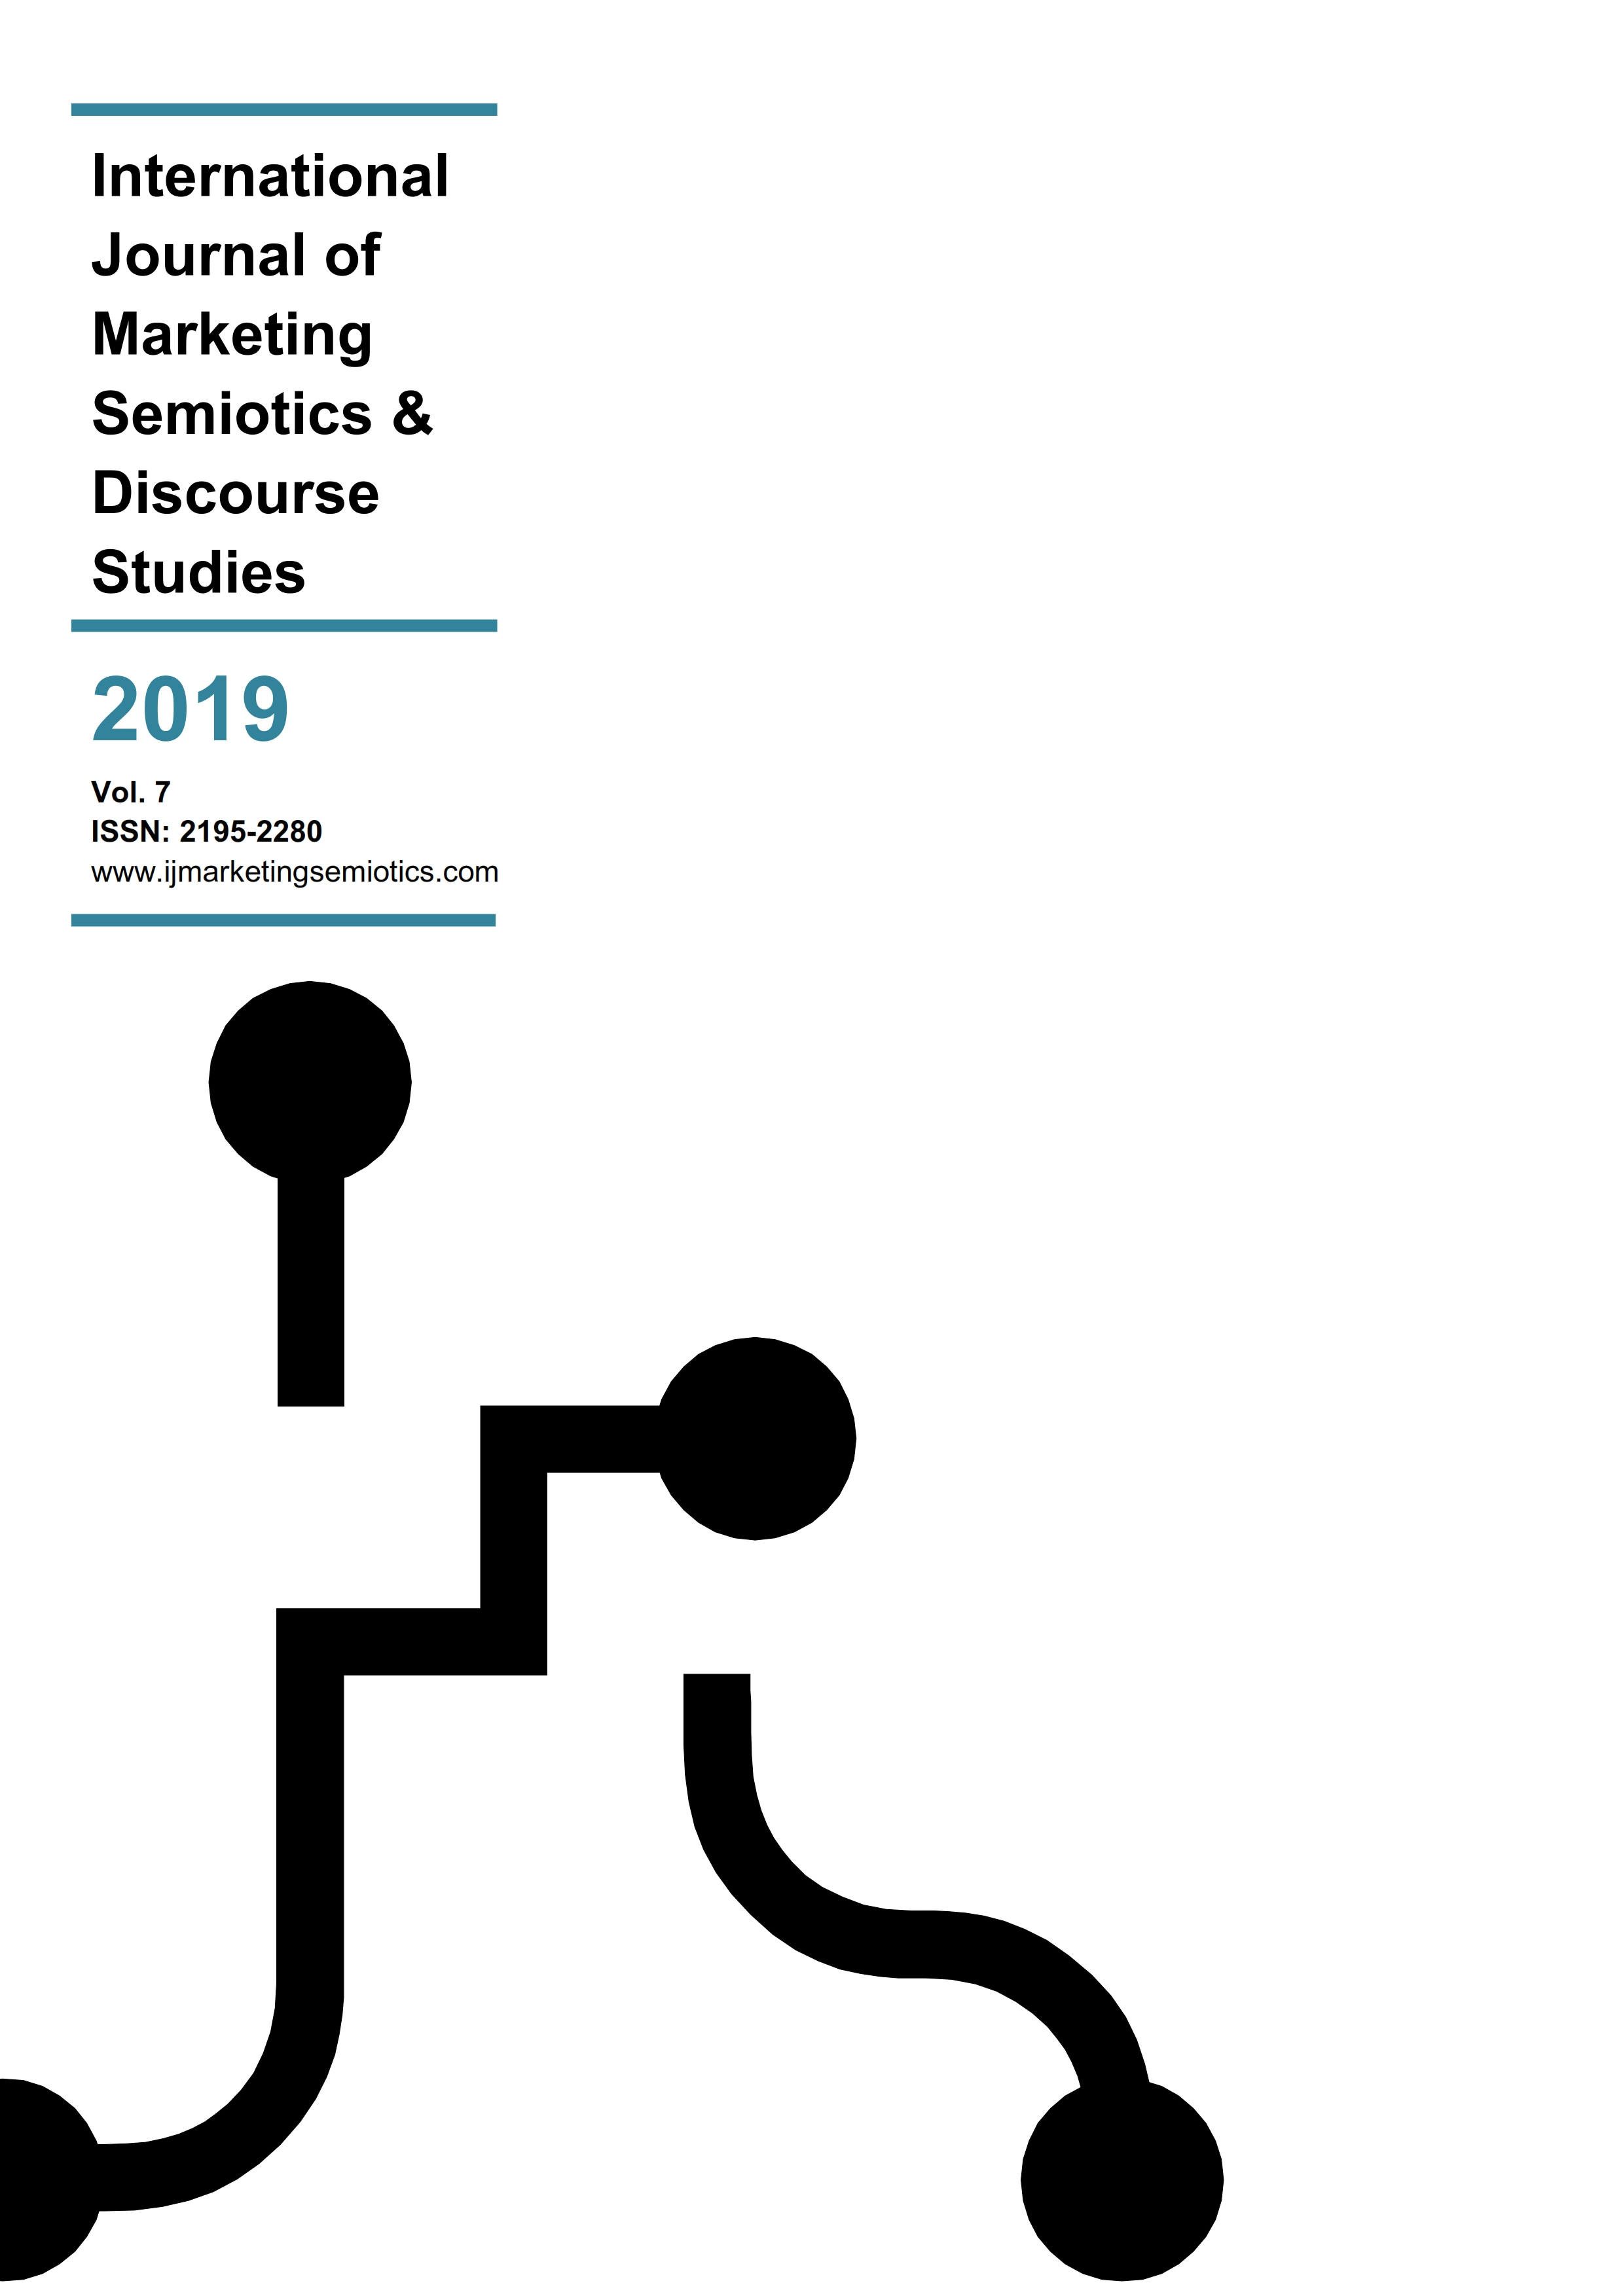 International
Journal of
Marketing
Semiotics &
Discourse
Studies
2019
Vol. 7
ISSN: 2195-2280
www.ijmarketingsemiotics.com